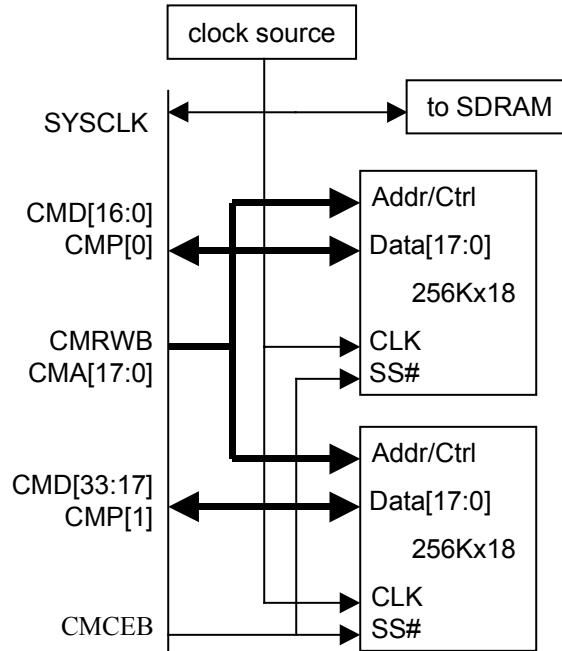 clock source
SYSCLK
to SDRAM
CMD[16:0]
CMP[0]
Addr/Ctrl
Data[17:0]
256Kx18
CMRWB
CMA[17:0]
CLK
SS#
CMD[33:17]
CMP[1]
Addr/Ctrl
Data[17:0]
256Kx18
CLK
CMCEB
SS#